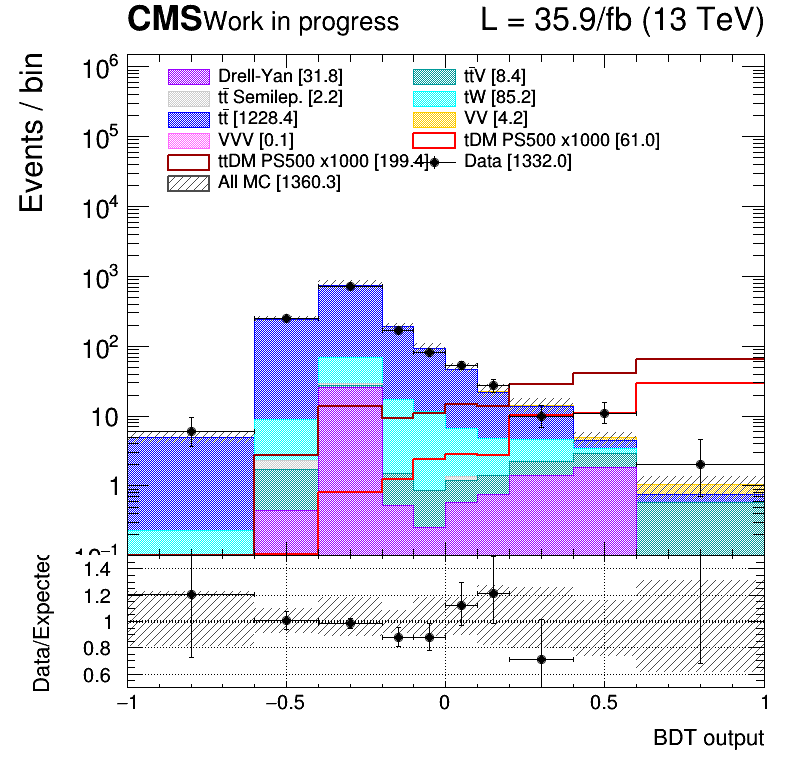 CMS Work in progress L = 35.9/fb (13 TeV)
Events / bin
10⁶
10⁵
10⁴
10³
10²
10
1
10⁻¹
Drell-Yan [31.8]
tt̄V [8.4]
tt̄ Semilep. [2.2]
tW [85.2]
tt̄ [1228.4]
VV [4.2]
VVV [0.1]
tDM PS500 x1000 [61.0]
ttDM PS500 x1000 [199.4]
Data [1332.0]
All MC [1360.3]
Data/Expected
1.4
1.2
1
0.8
0.6
−1 −0.5 0 0.5 1
BDT output